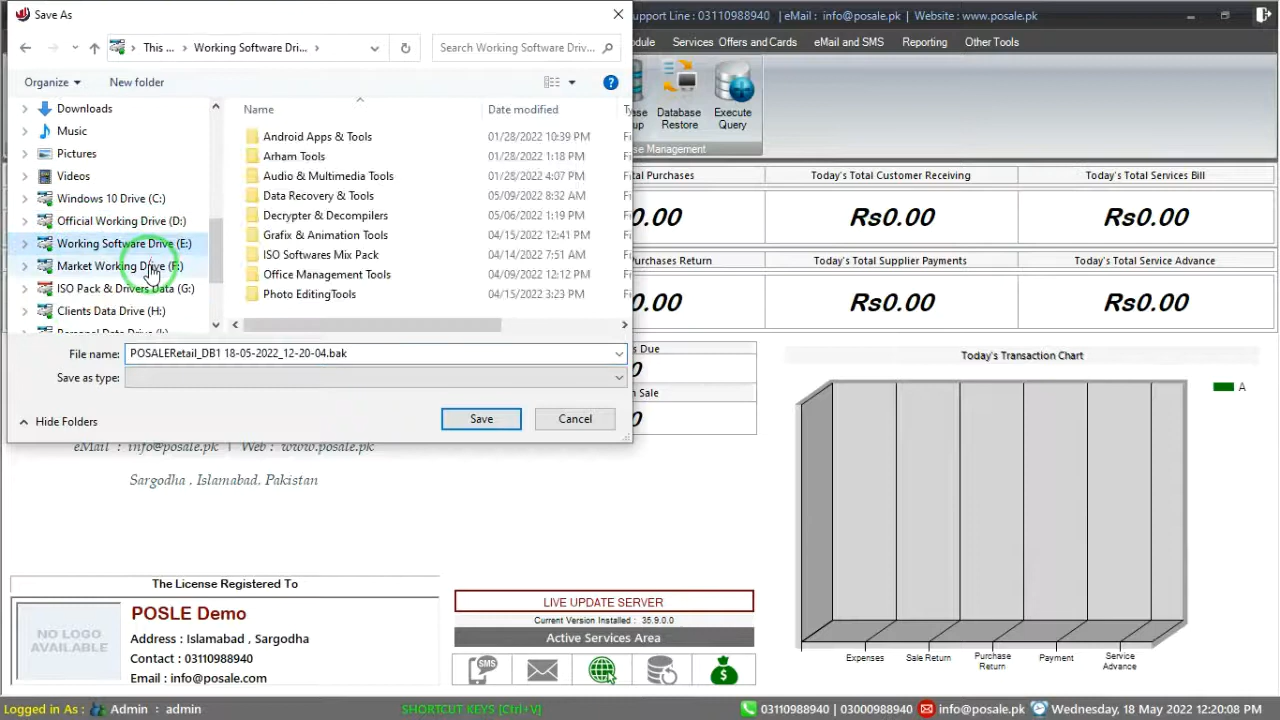 Save As
upport Line : 03110988940 | eMail : info@posale.pk | Website : www.posale.pk
This ... Working Software Dri...
Search Working Software Driv...
Services Offers and Cards eMail and SMS Reporting Other Tools
Organize New folder
Database Restore
Execute Query
Name Date modified
Downloads
Music
Pictures
Videos
Windows 10 Drive (C:)
Official Working Drive (D:)
Working Software Drive (E:)
Market Working Drive (F:)
ISO Pack & Drivers Data (G:)
Clients Data Drive (H:)
Android Apps & Tools 01/28/2022 10:39 PM
Arham Tools 01/28/2022 1:18 PM
Audio & Multimedia Tools 01/28/2022 4:07 PM
Data Recovery & Tools 05/09/2022 8:32 AM
Decrypter & Decompilers 05/06/2022 1:19 PM
Grafix & Animation Tools 04/15/2022 12:41 PM
ISO Softwares Mix Pack 04/14/2022 7:51 AM
Office Management Tools 04/09/2022 12:12 PM
Photo EditingTools 04/15/2022 3:23 PM
File name: POSALERetail_DB1 18-05-2022_12-20-04.bak
Save as type:
Hide Folders
Save Cancel
se Management
tal Purchases Today's Total Customer Receiving Today's Total Services Bill
0.00 Rs0.00 Rs0.00
Purchases Return Today's Total Supplier Payments Total Service Advance
0.00 Rs0.00 Rs0.00
s Due
Sale
Today's Transaction Chart
A
Expenses Sale Return Purchase Return Payment Service Advance
eMail : info@posale.pk | Web : www.posale.pk
Sargodha , Islamabad, Pakistan
The License Registered To
NO LOGO AVAILABLE
POSLE Demo
Address : Islamabad , Sargodha
Contact : 03110988940
Email : info@posale.com
LIVE UPDATE SERVER
Current Version Installed : 35.9.0.0
Active Services Area
SMS
Logged in As : Admin : admin
SHORTCUT KEYS [Ctrl+V]
03110988940 | 03000988940 info@posale.pk Wednesday, 18 May 2022 12:20:08 PM